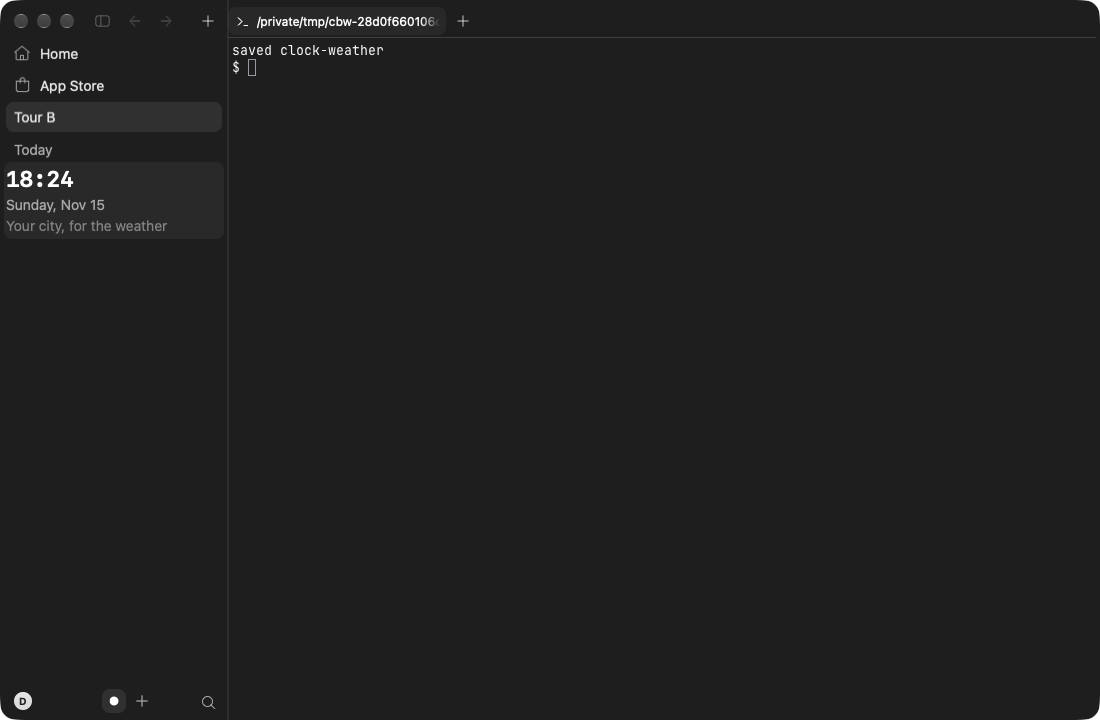 /private/tmp/cbw-28d0f660106
saved clock-weather
$
Home
App Store
Tour B
Today
18:24
Sunday, Nov 15
Your city, for the weather
D